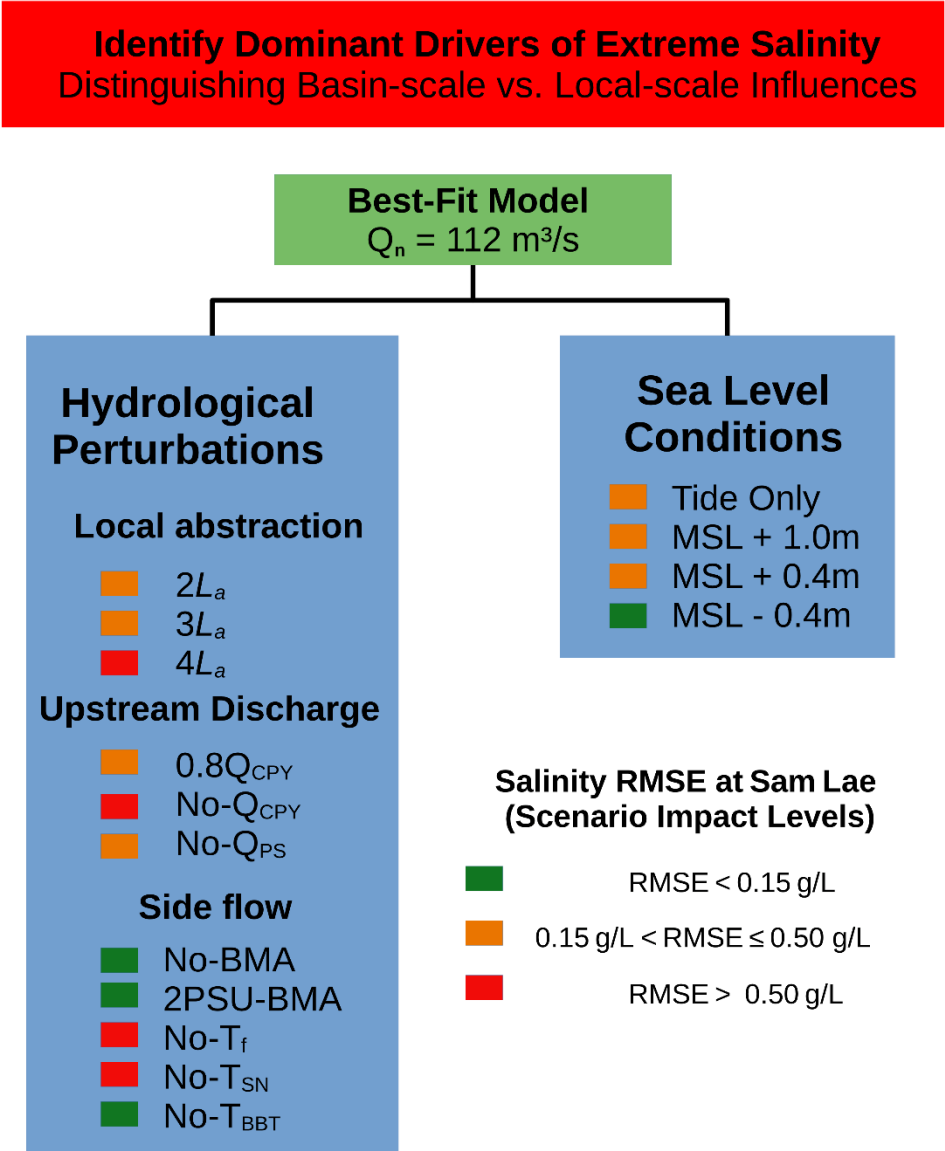 Identify Dominant Drivers of Extreme Salinity
Distinguishing Basin-scale vs. Local-scale Influences
Best-Fit Model
Qₙ = 112 m³/s
Hydrological
Perturbations
Local abstraction
2Lₐ
3Lₐ
4Lₐ
Upstream Discharge
0.8Q_CPY
No-Q_CPY
No-Q_PS
Side flow
No-BMA
2PSU-BMA
No-T_f
No-T_SN
No-T_BBT
Sea Level
Conditions
Tide Only
MSL + 1.0m
MSL + 0.4m
MSL - 0.4m
Salinity RMSE at Sam Lae
(Scenario Impact Levels)
RMSE < 0.15 g/L
0.15 g/L < RMSE ≤ 0.50 g/L
RMSE > 0.50 g/L